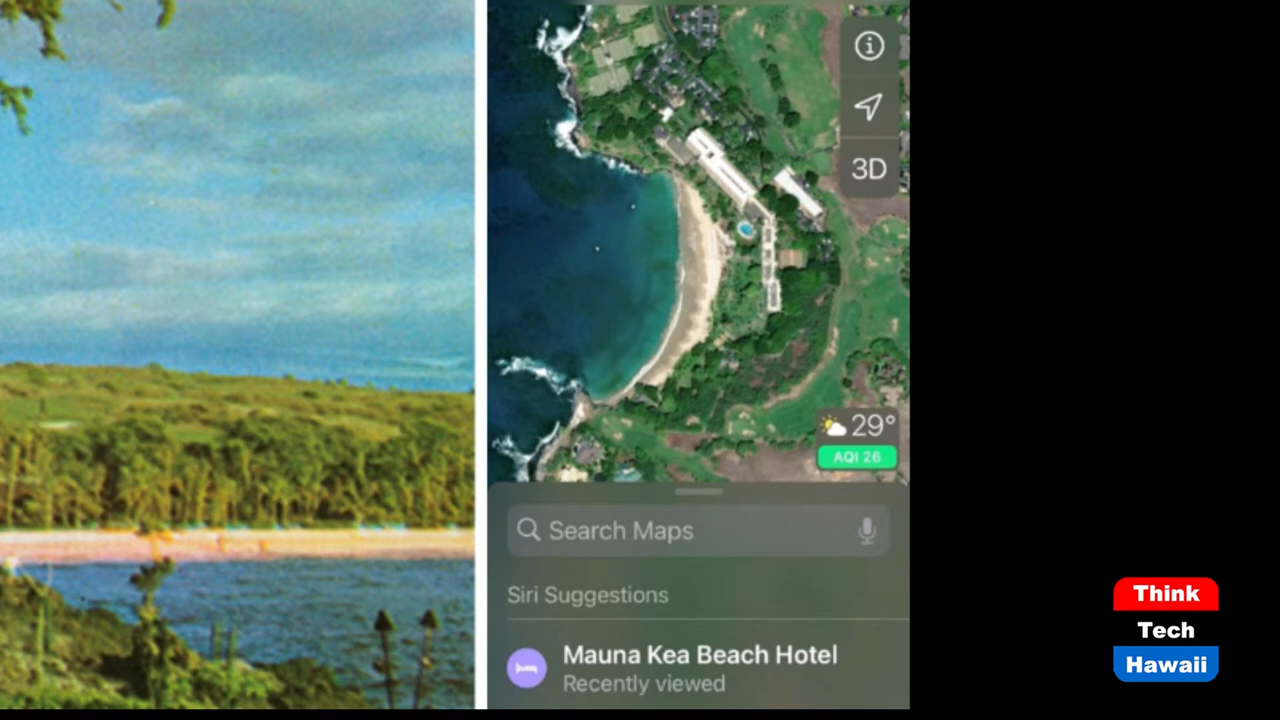 3D
29°
AQI 26
Search Maps
Siri Suggestions
Mauna Kea Beach Hotel
Recently viewed
Think
Tech
Hawaii